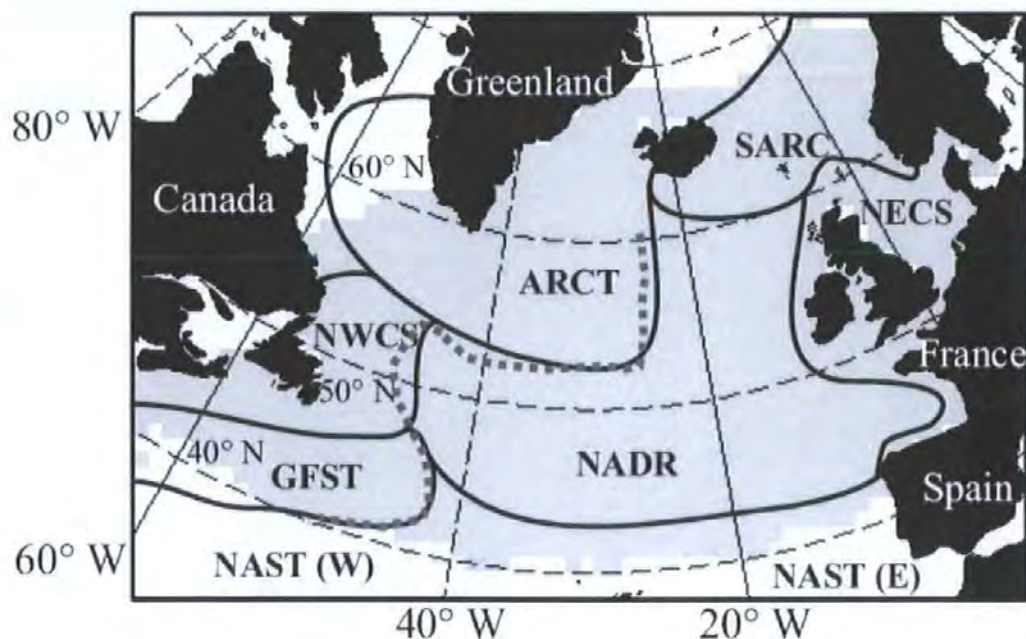 Greenland
80° W
SARC
60° N
Canada
NECS
ARCT
NWCS
France
50° N
40° N
GFST
NADR
Spain
60° W
NAST (W)
NAST (E)
40° W
20° W